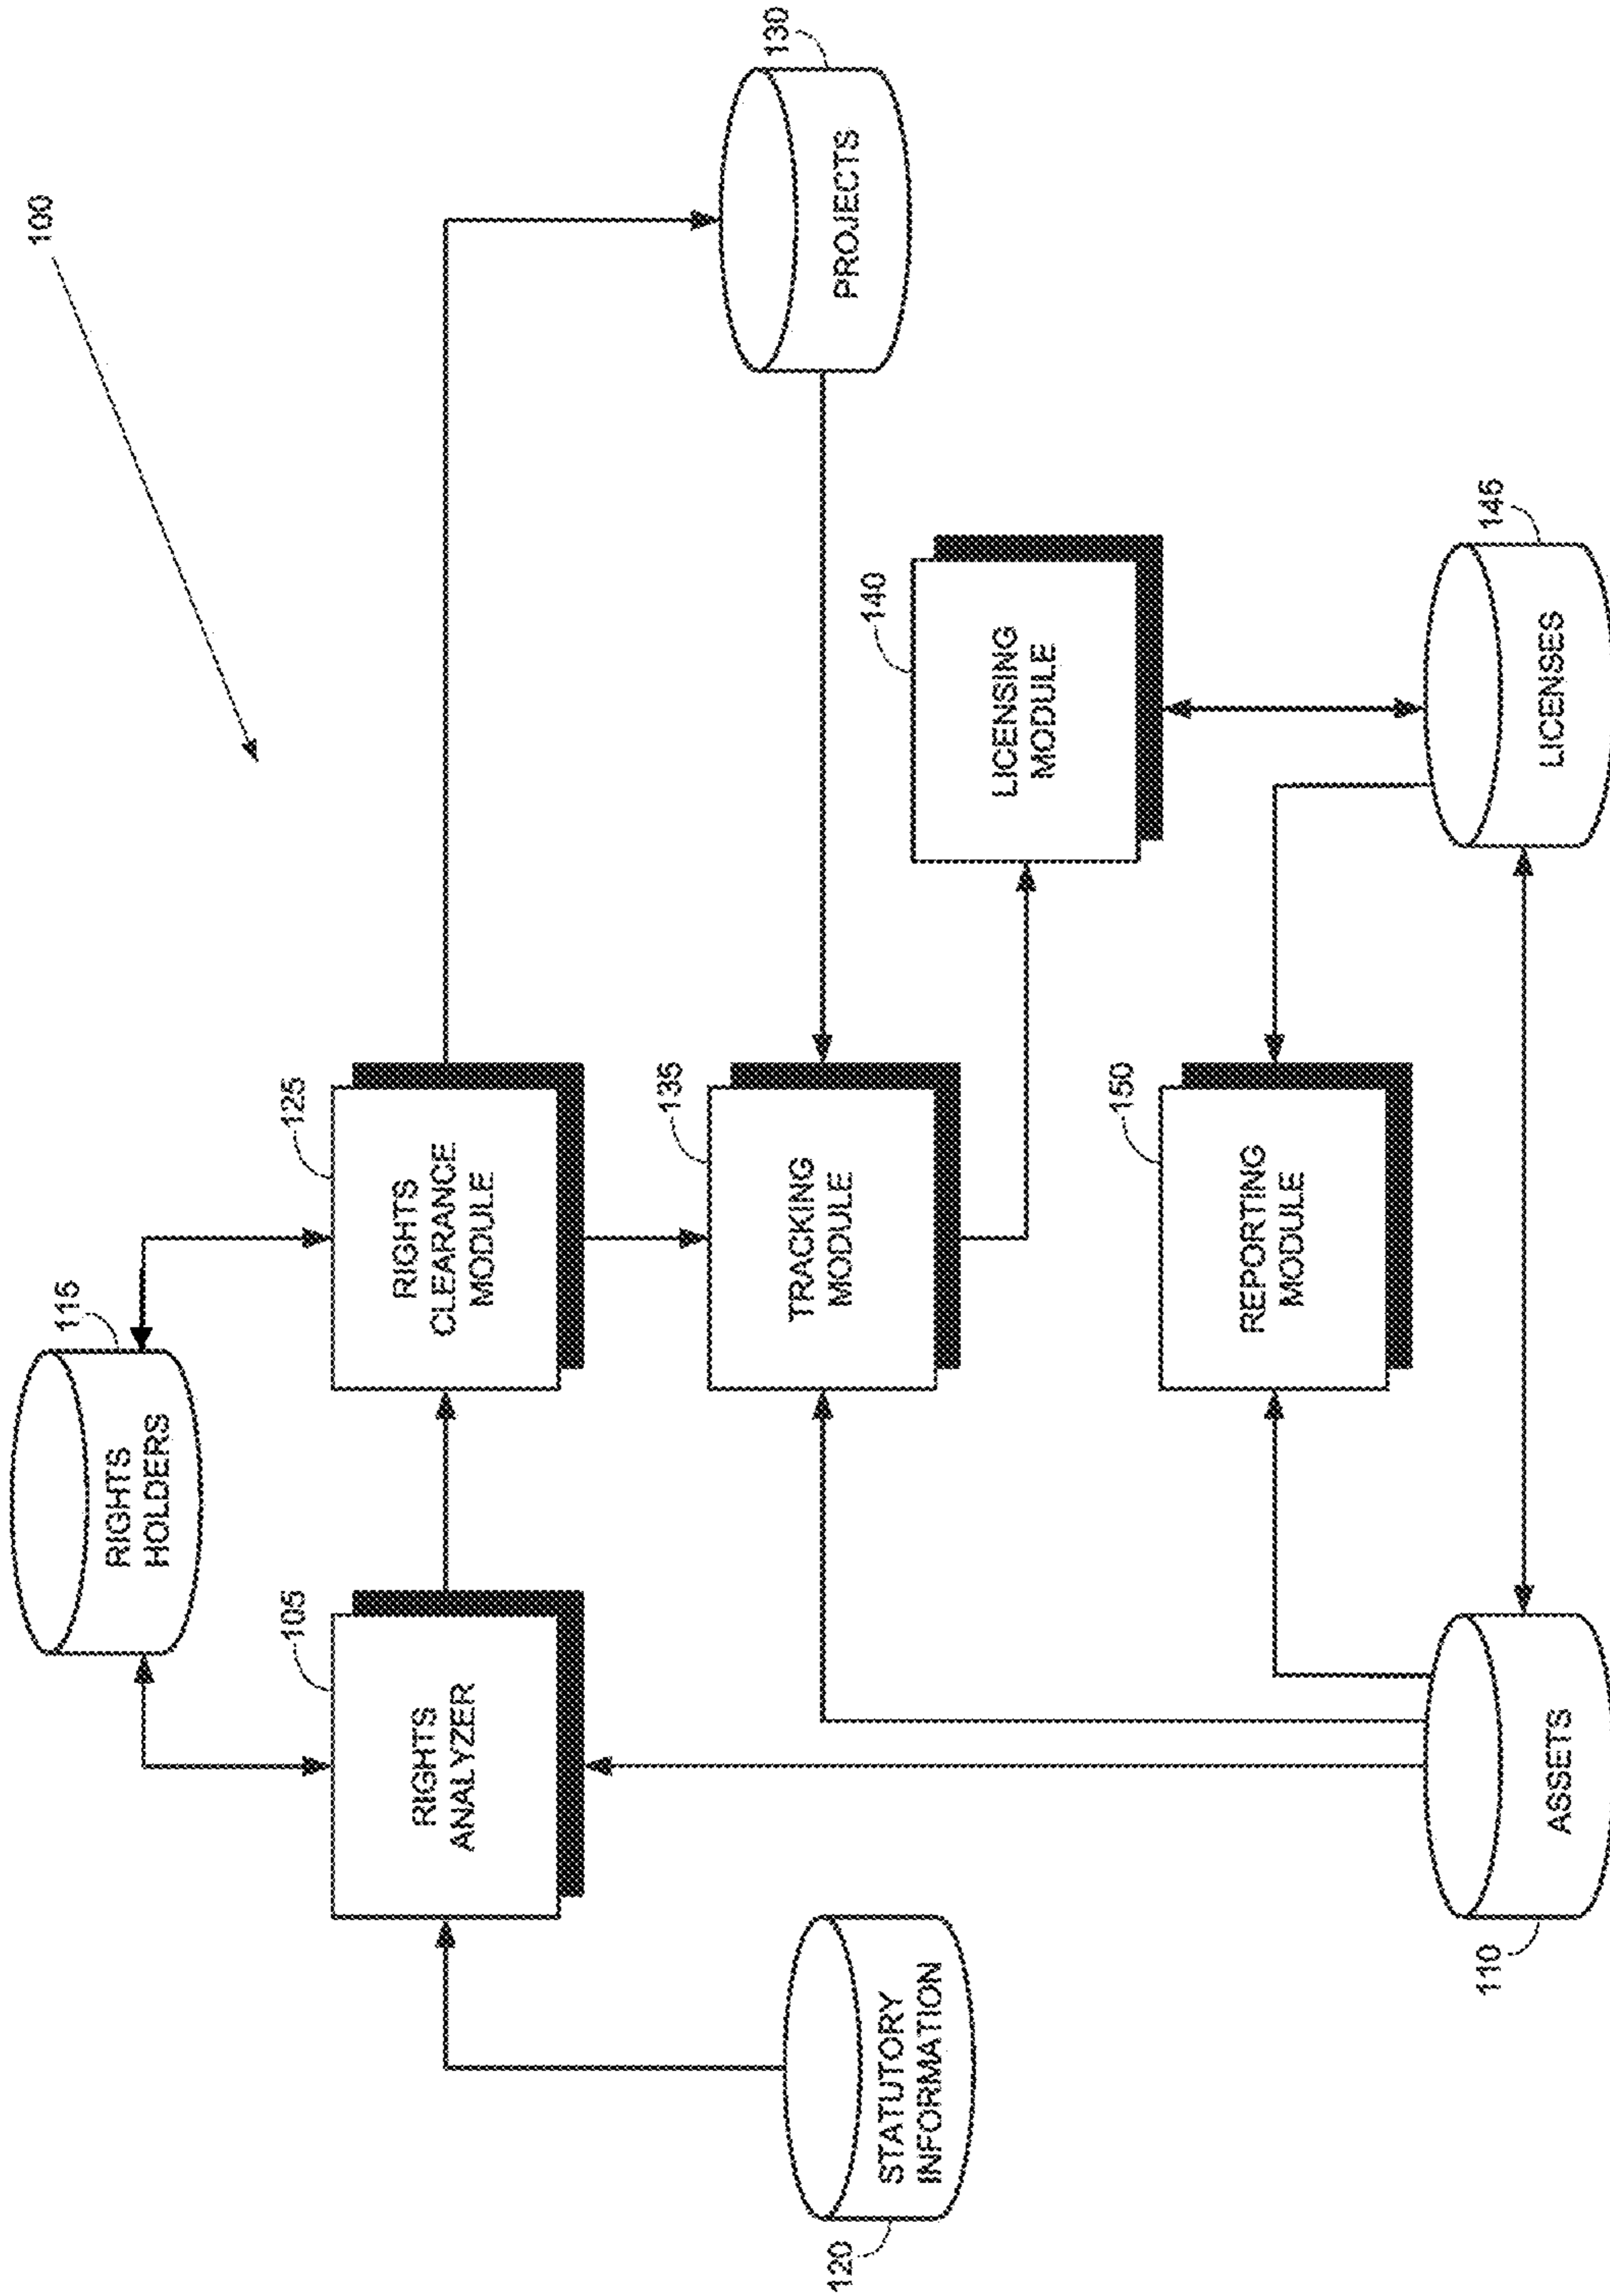 100
115
RIGHTS
HOLDERS
105
RIGHTS
ANALYZER
125
RIGHTS
CLEARANCE
MODULE
120
STATUTORY
INFORMATION
135
TRACKING
MODULE
130
PROJECTS
140
LICENSING
MODULE
150
REPORTING
MODULE
110
ASSETS
145
LICENSES